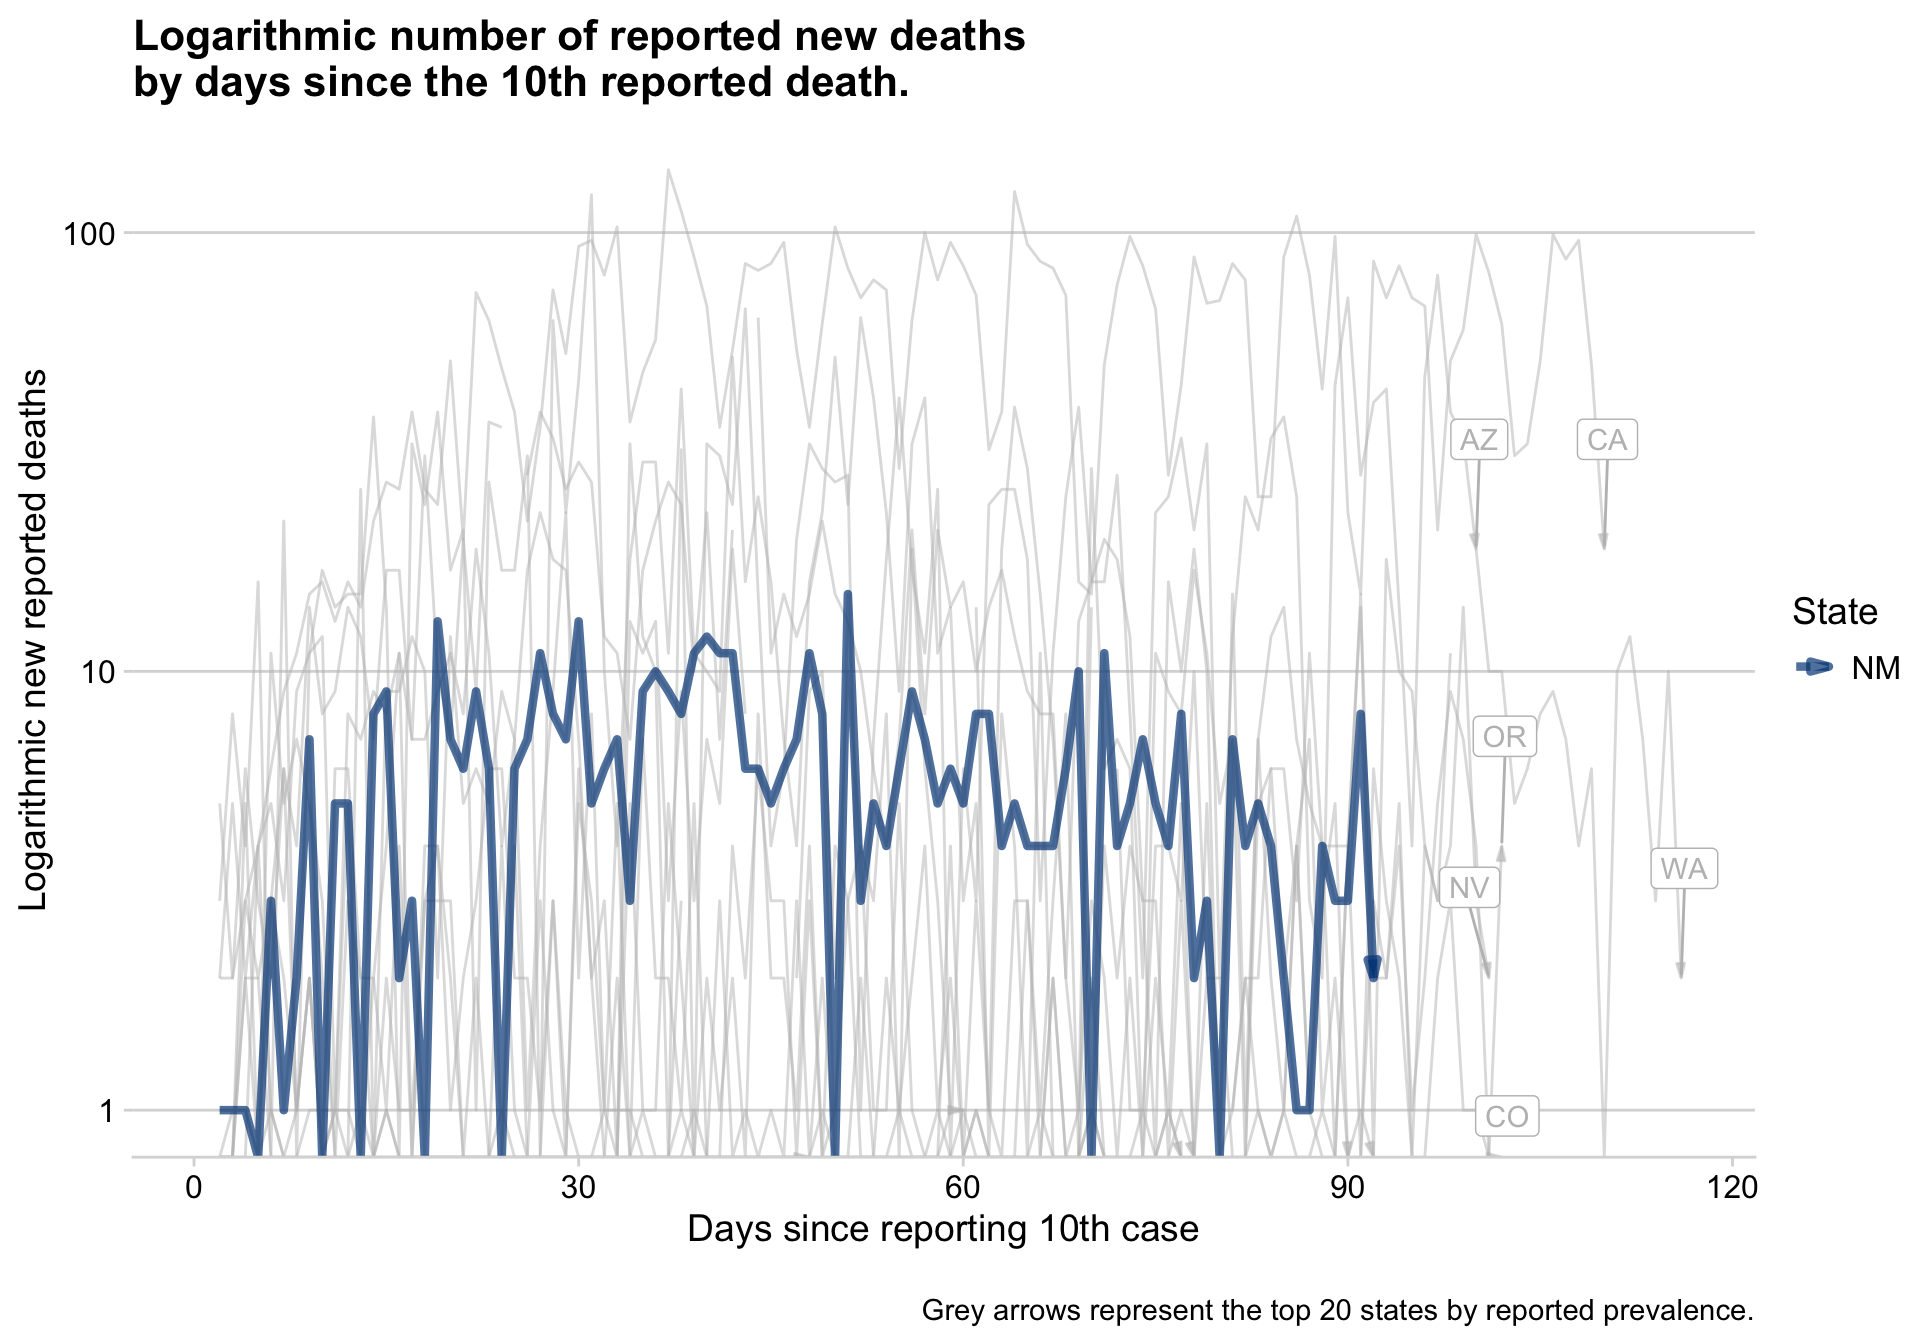 Logarithmic number of reported new deaths
by days since the 10th reported death.
Logarithmic new reported deaths
100
10
1
AZ
CA
OR
NV
WA
CO
State
NM
0
30
60
90
120
Days since reporting 10th case
Grey arrows represent the top 20 states by reported prevalence.